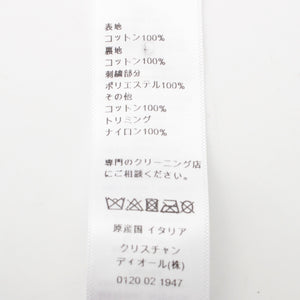 表地
コットン100%
裏地
コットン100%
刺繍部分
ポリエステル100%
その他
コットン100%
トリミング
ナイロン100%
専門のクリーニング店
にご相談ください。
原産国 イタリア
クリスチャン
ディオール(株)
0120 02 1947